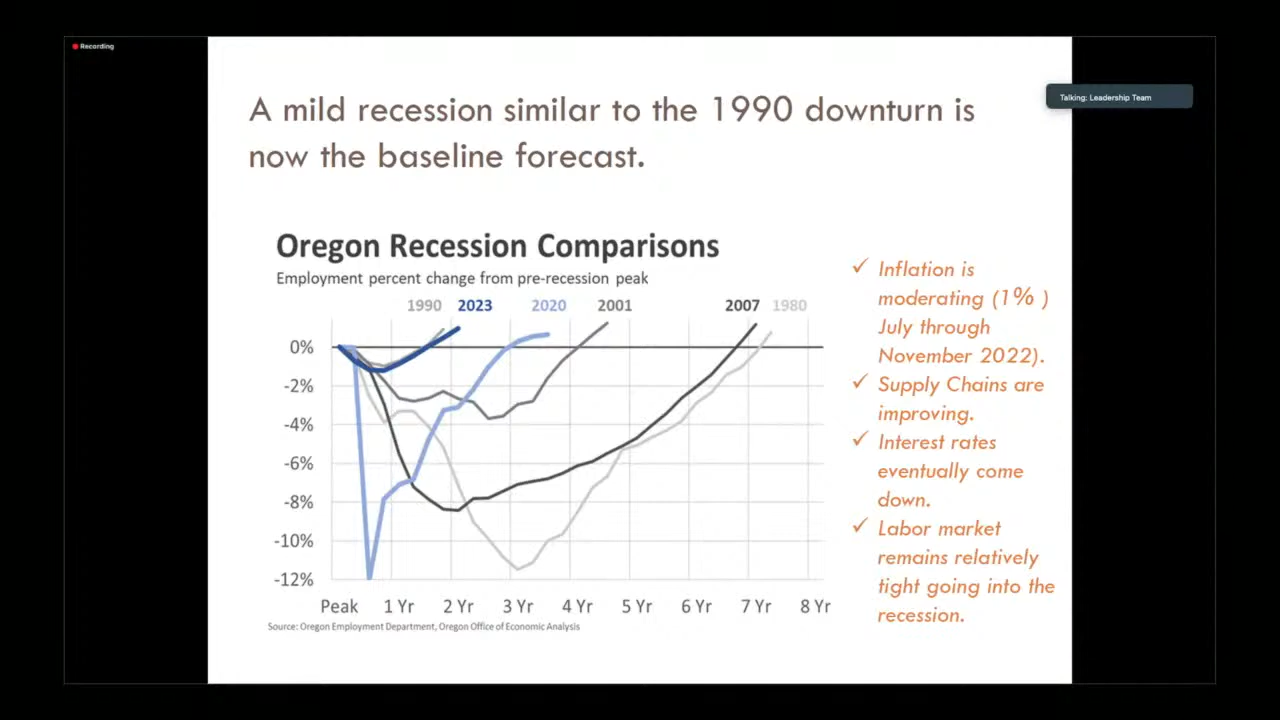 Recording
Talking: Leadership Team
A mild recession similar to the 1990 downturn is
now the baseline forecast.
Oregon Recession Comparisons
Employment percent change from pre-recession peak
1990 2023 2020 2001 2007 1980
0%
-2%
-4%
-6%
-8%
-10%
-12%
Peak 1 Yr 2 Yr 3 Yr 4 Yr 5 Yr 6 Yr 7 Yr 8 Yr
Source: Oregon Employment Department, Oregon Office of Economic Analysis
✓ Inflation is
moderating (1% )
July through
November 2022).
✓ Supply Chains are
improving.
✓ Interest rates
eventually come
down.
✓ Labor market
remains relatively
tight going into the
recession.